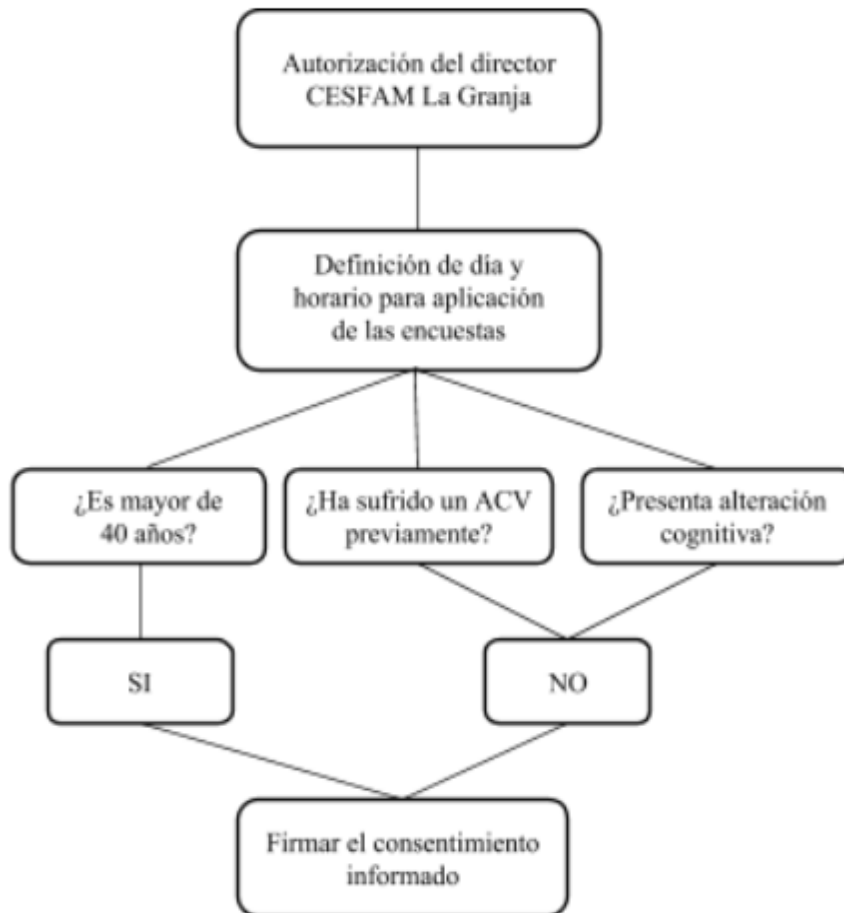 Autorización del director
CESFAM La Granja
Definición de día y
horario para aplicación
de las encuestas
¿Es mayor de
40 años?
¿Ha sufrido un ACV
previamente?
¿Presenta alteración
cognitiva?
SI
NO
Firmar el consentimiento
informado